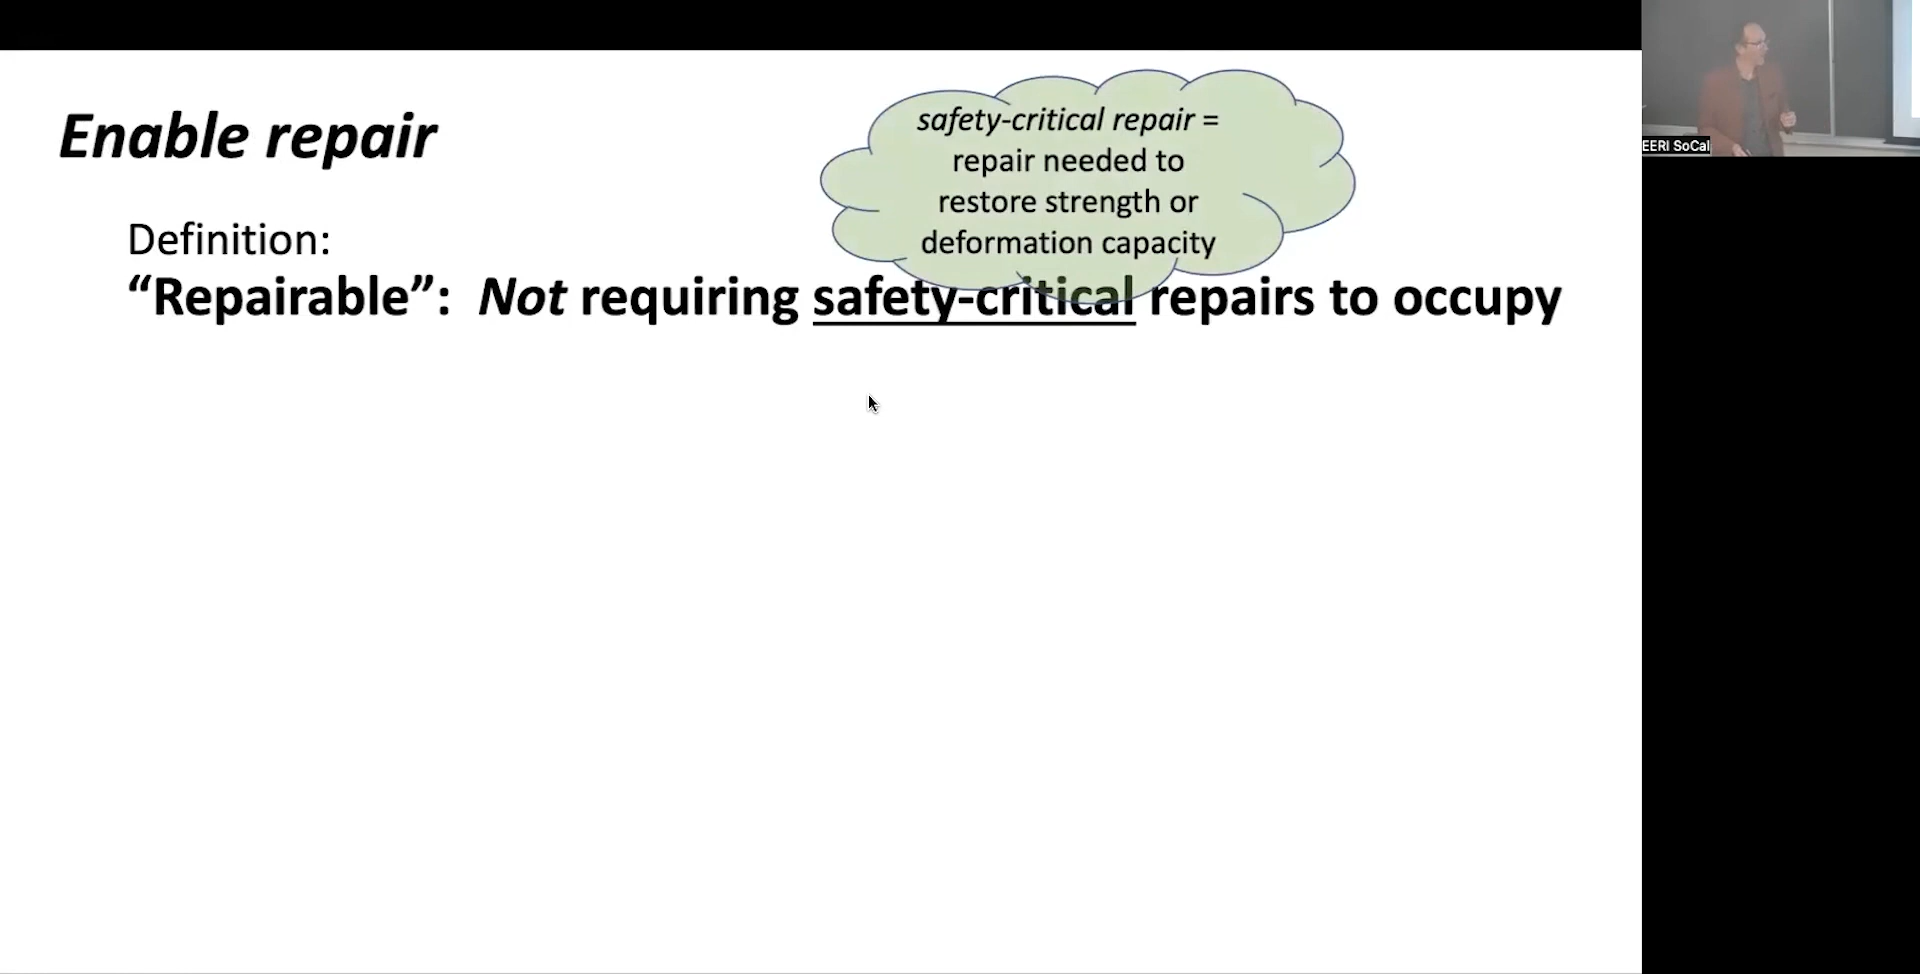 Enable repair
safety-critical repair =
repair needed to
restore strength or
deformation capacity
Definition:
“Repairable”: Not requiring safety-critical repairs to occupy
EERI SoCal